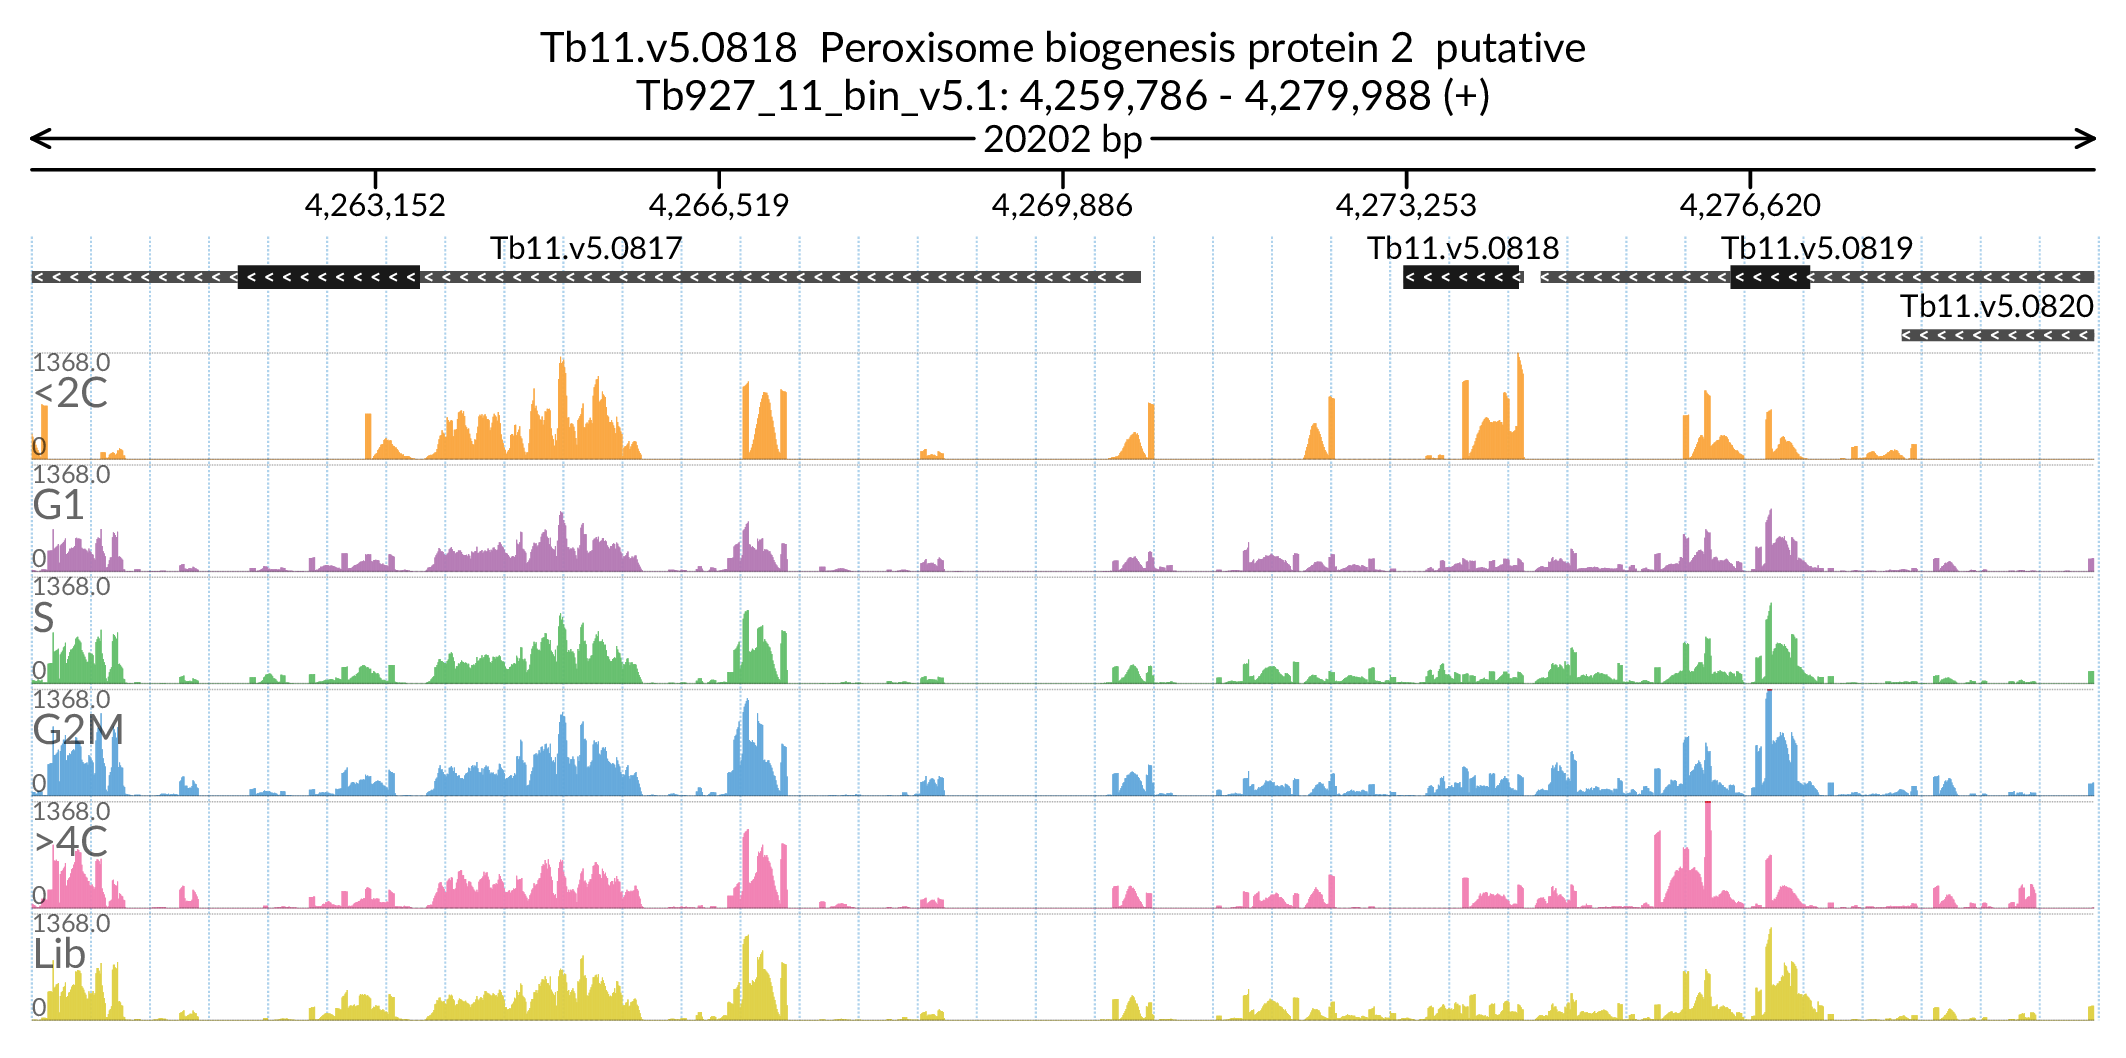 Tb11.v5.0818  Peroxisome biogenesis protein 2  putative
Tb927_11_bin_v5.1: 4,259,786 - 4,279,988 (+)
20202 bp
4,263,152 4,266,519 4,269,886 4,273,253 4,276,620
Tb11.v5.0817 Tb11.v5.0818 Tb11.v5.0819
Tb11.v5.0820
1368.0
<2C
0
1368.0
G1
0
1368.0
S
0
1368.0
G2M
0
1368.0
>4C
0
1368.0
Lib
0